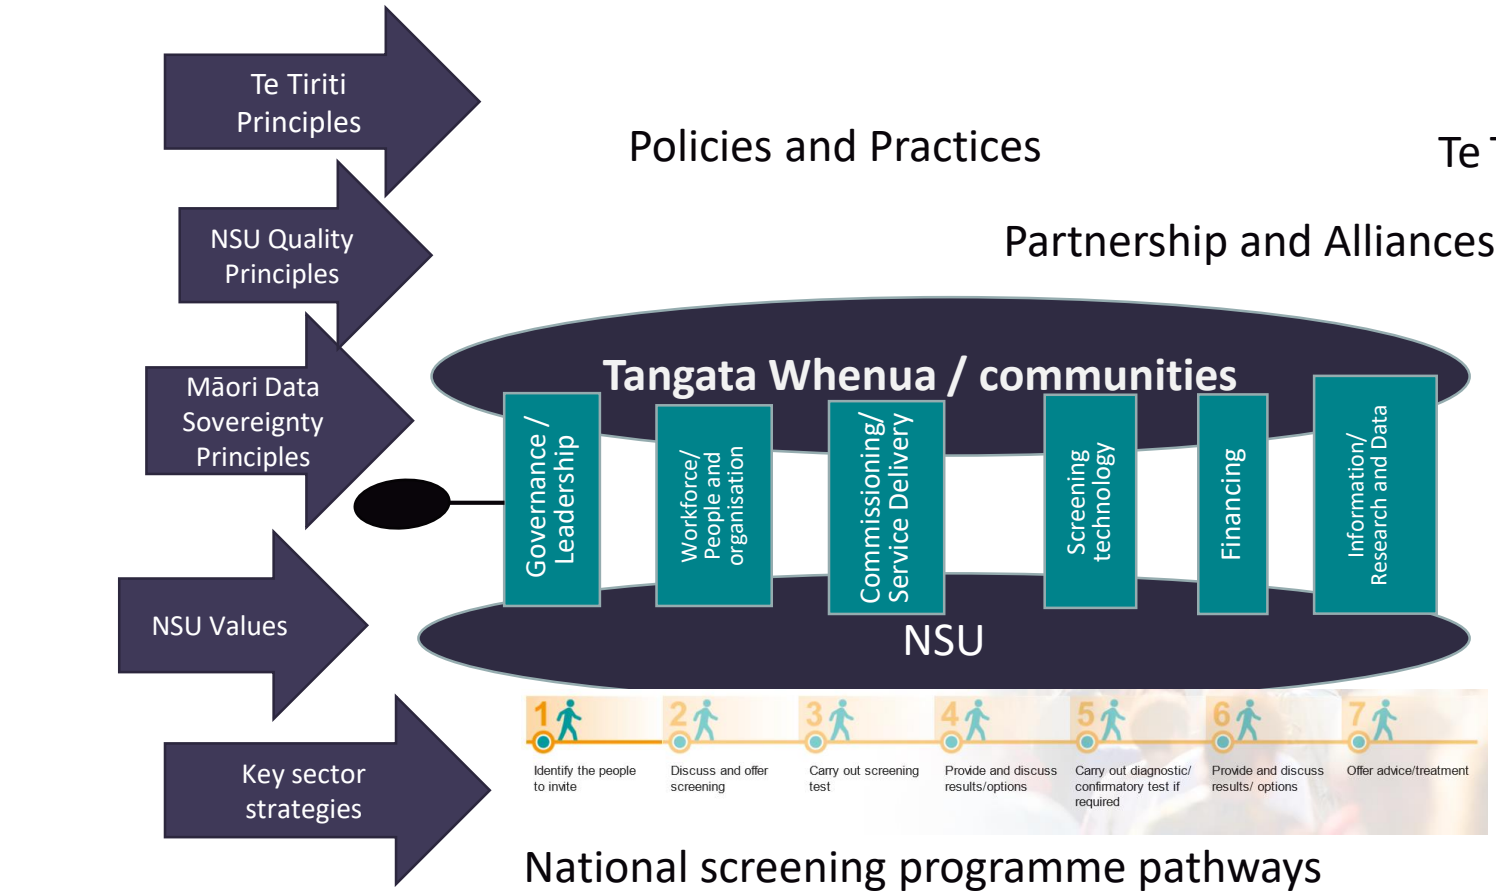 Te Tiriti
Principles
Policies and Practices
Te
NSU Quality
Principles
Partnership and Alliances
Māori Data
Sovereignty
Principles
Tangata Whenua / communities
Governance /
Leadership
Workforce/
People and
organisation
Commissioning/
Service Delivery
Screening
technology
Financing
Information/
Research and Data
NSU Values
NSU
Key sector
strategies
1
2
3
4
5
6
7
Identify the people
to invite
Discuss and offer
screening
Carry out screening
test
Provide and discuss
results/options
Carry out diagnostic/
confirmatory test if
required
Provide and discuss
results/ options
Offer advice/treatment
National screening programme pathways